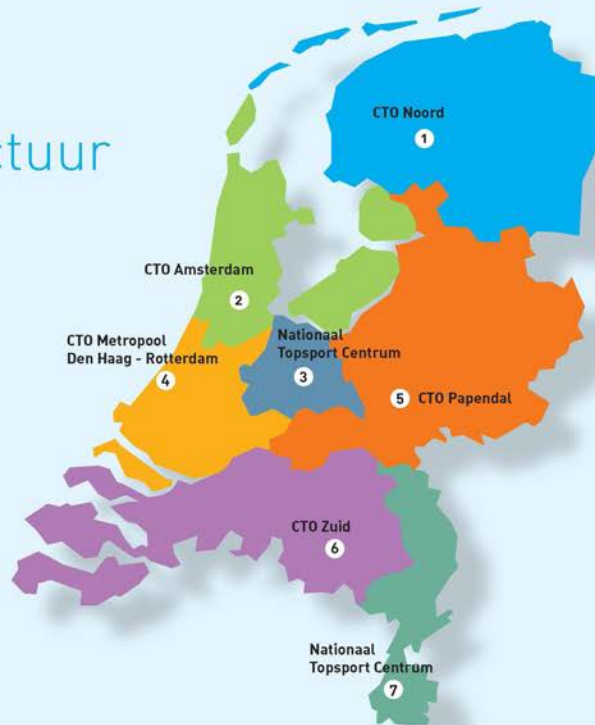 ctuur
CTO Noord
1
CTO Amsterdam
2
Nationaal
Topsport Centrum
3
CTO Metropool
Den Haag - Rotterdam
4
5 CTO Papendal
CTO Zuid
6
Nationaal
Topsport Centrum
7